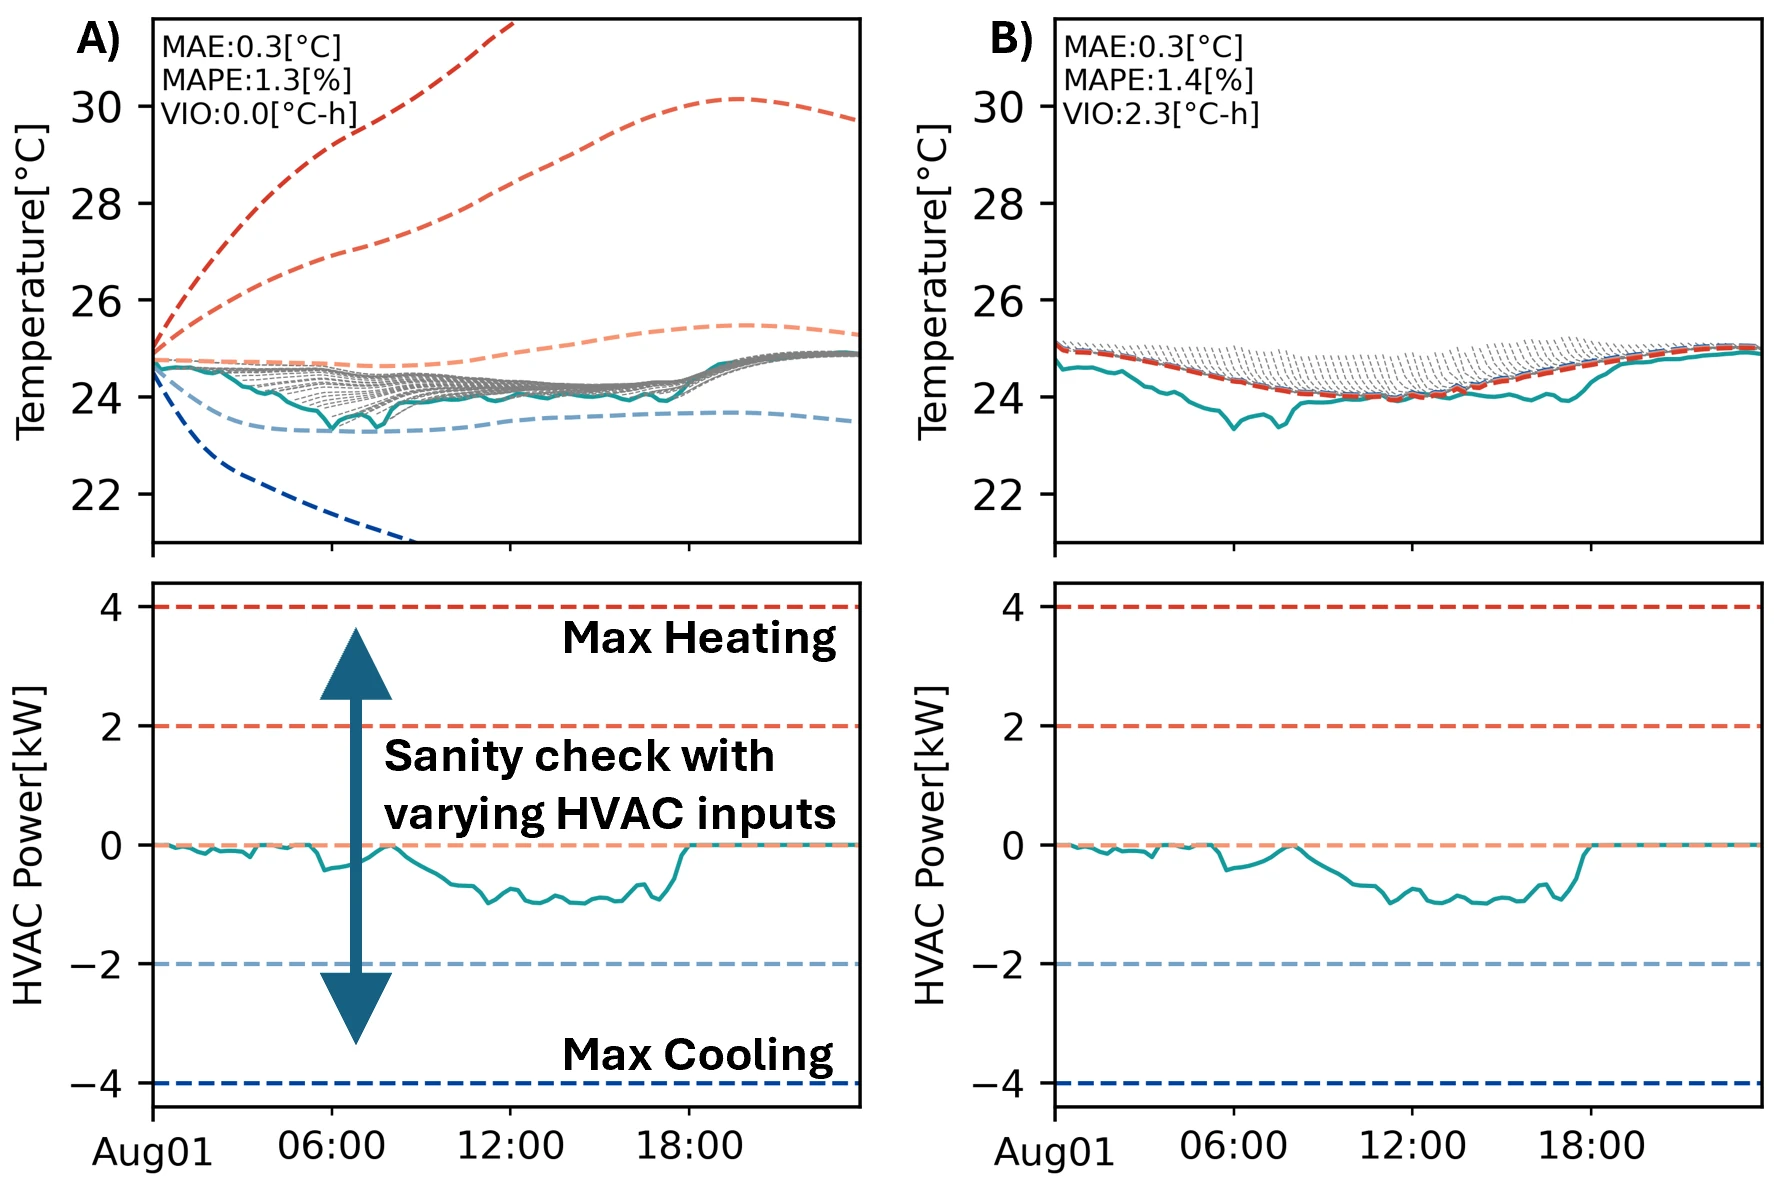 A)
MAE:0.3[°C]
MAPE:1.3[%]
VIO:0.0[°C-h]
Temperature[°C]
30
28
26
24
22
B)
MAE:0.3[°C]
MAPE:1.4[%]
VIO:2.3[°C-h]
Temperature[°C]
30
28
26
24
22
HVAC Power[kW]
4
2
0
−2
−4
Max Heating
Sanity check with
varying HVAC inputs
Max Cooling
Aug01 06:00 12:00 18:00
HVAC Power[kW]
4
2
0
−2
−4
Aug01 06:00 12:00 18:00